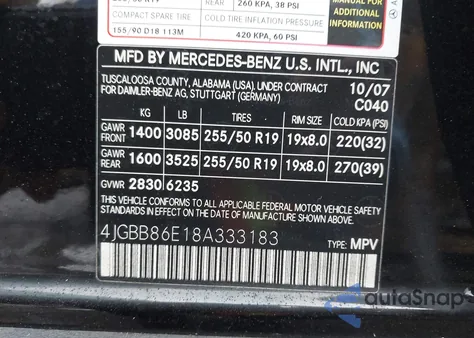 REAR 260 KPA, 38 PSI
COMPACT SPARE TIRE COLD TIRE INFLATION PRESSURE
155/90 D18 113M 420 KPA, 60 PSI
MANUAL
FOR
ADDITIONAL
INFORMATION
MFD BY MERCEDES-BENZ U.S. INTL., INC
TUSCALOOSA COUNTY, ALABAMA (USA). UNDER CONTRACT 10/07
FOR DAIMLER-BENZ AG, STUTTGART (GERMANY) C040
KG LB TIRES RIM SIZE COLD KPA (PSI)
GAWR FRONT 1400 3085 255/50 R19 19x8.0 220(32)
GAWR REAR 1600 3525 255/50 R19 19x8.0 270(39)
GVWR 2830 6235
THIS VEHICLE CONFORMS TO ALL APPLICABLE FEDERAL MOTOR VEHICLE SAFETY
STANDARDS IN EFFECT ON THE DATE OF MANUFACTURE SHOWN ABOVE.
4JGBB86E18A333183 TYPE: MPV
autoSnap